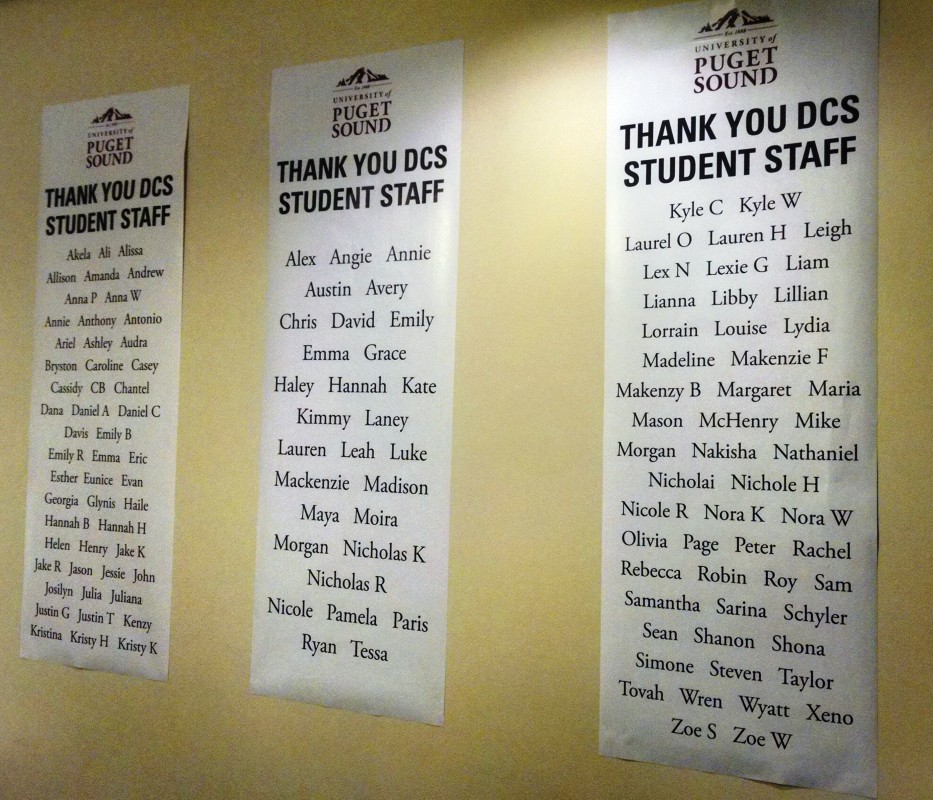 UNIVERSITY of
PUGET
SOUND
THANK YOU DCS
STUDENT STAFF
Akela Ali Alissa
Allison Amanda Andrew
Anna P Anna W
Annie Anthony Antonio
Ariel Ashley Audra
Bryston Caroline Casey
Cassidy CB Chantel
Dana Daniel A Daniel C
Davis Emily B
Emily R Emma Eric
Esther Eunice Evan
Georgia Glynis Haile
Hannah B Hannah H
Helen Henry Jake K
Jake R Jason Jessie John
Josilyn Julia Juliana
Justin G Justin T Kenzy
Kristina Kristy H Kristy K
Est. 1888
UNIVERSITY of
PUGET
SOUND
THANK YOU DCS
STUDENT STAFF
Alex Angie Annie
Austin Avery
Chris David Emily
Emma Grace
Haley Hannah Kate
Kimmy Laney
Lauren Leah Luke
Mackenzie Madison
Maya Moira
Morgan Nicholas K
Nicholas R
Nicole Pamela Paris
Ryan Tessa
Est. 1888
UNIVERSITY of
PUGET
SOUND
THANK YOU DCS
STUDENT STAFF
Kyle C Kyle W
Laurel O Lauren H Leigh
Lex N Lexie G Liam
Lianna Libby Lillian
Lorrain Louise Lydia
Madeline Makenzie F
Makenzy B Margaret Maria
Mason McHenry Mike
Morgan Nakisha Nathaniel
Nicholai Nichole H
Nicole R Nora K Nora W
Olivia Page Peter Rachel
Rebecca Robin Roy Sam
Samantha Sarina Schyler
Sean Shanon Shona
Simone Steven Taylor
Tovah Wren Wyatt Xeno
Zoe S Zoe W